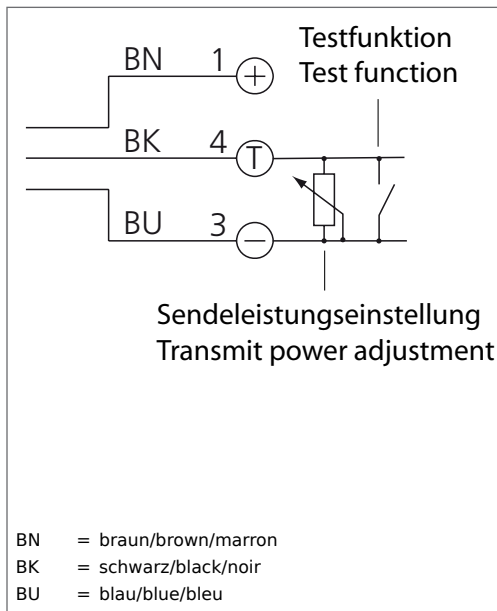 Testfunktion
Test function
BN 1 +
BK 4 T
BU 3 −
Sendeleistungseinstellung
Transmit power adjustment
BN = braun/brown/marron
BK = schwarz/black/noir
BU = blau/blue/bleu